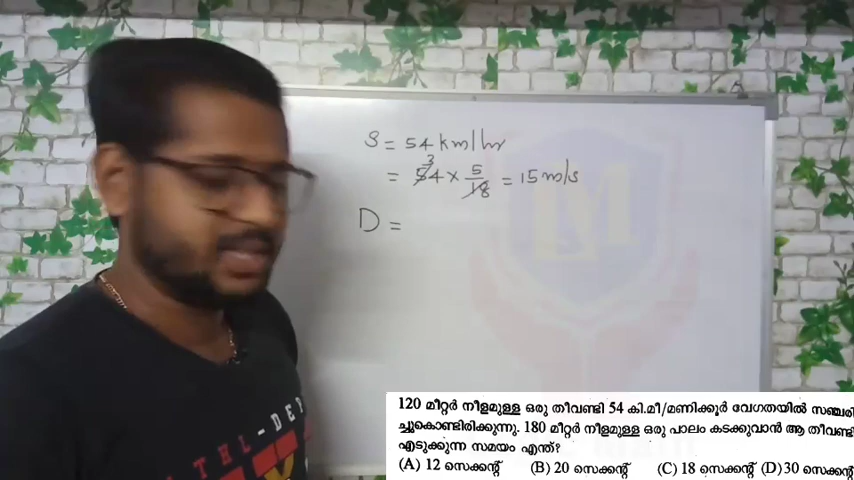 S = 54 km/hr
= 54 × 5/18 = 15 m/s
3
D =
120 മീറ്റർ നീളമുള്ള ഒരു തീവണ്ടി 54 കി.മീ/മണിക്കൂർ വേഗതയിൽ സഞ്ചരി
ച്ചുകൊണ്ടിരിക്കുന്നു. 180 മീറ്റർ നീളമുള്ള ഒരു പാലം കടക്കുവാൻ ആ തീവണ്ടി
എടുക്കുന്ന സമയം എന്ത്?
(A) 12 സെക്കന്റ് (B) 20 സെക്കന്റ് (C) 18 സെക്കന്റ് (D) 30 സെക്കന്റ്